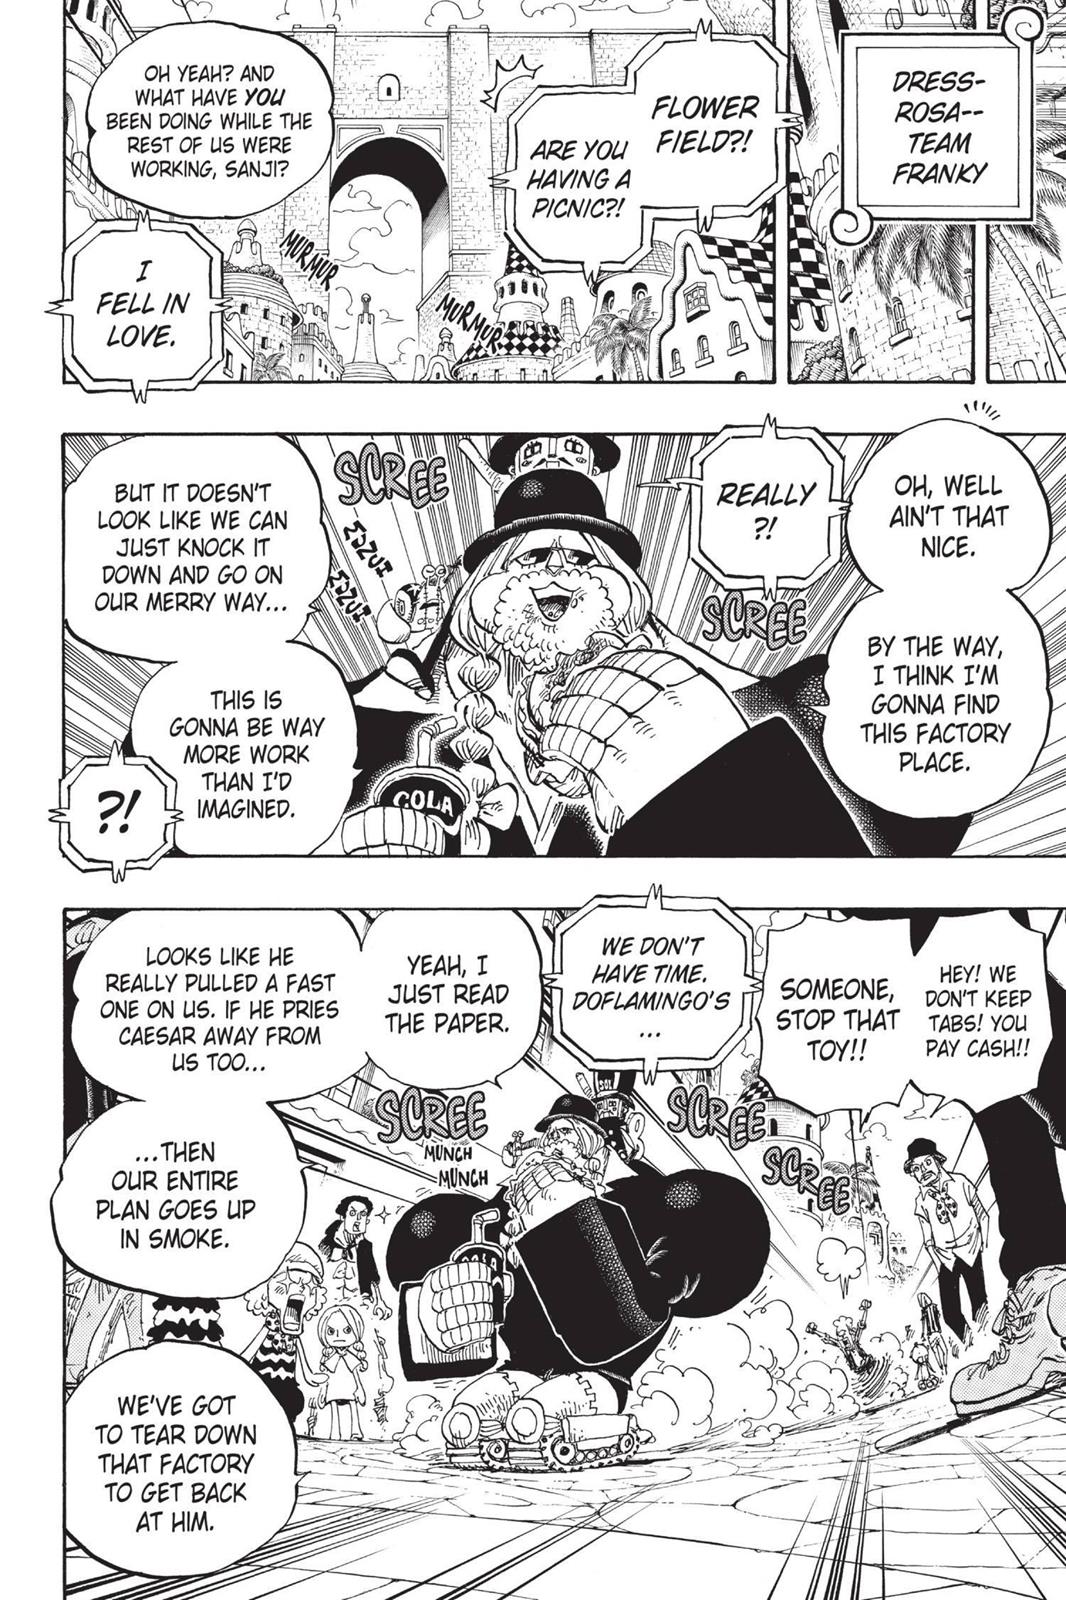 DRESS-
ROSA--
TEAM
FRANKY
FLOWER
FIELD?!
ARE YOU
HAVING A
PICNIC?!
OH YEAH? AND
WHAT HAVE YOU
BEEN DOING WHILE THE
REST OF US WERE
WORKING, SANJI?
MURMUR
MURMUR
I
FELL IN
LOVE.
OH, WELL
AIN'T THAT
NICE.
BY THE WAY,
I THINK I'M
GONNA FIND
THIS FACTORY
PLACE.
REALLY
?!
SCREE
SCREE
BUT IT DOESN'T
LOOK LIKE WE CAN
JUST KNOCK IT
DOWN AND GO ON
OUR MERRY WAY...
MUNCH
MUNCH
THIS IS
GONNA BE WAY
MORE WORK
THAN I'D
IMAGINED.
COLA
?!
HEY! WE
DON'T KEEP
TABS! YOU
PAY CASH!!
SOMEONE,
STOP THAT
TOY!!
WE DON'T
HAVE TIME.
DOFLAMINGO'S
...
YEAH, I
JUST READ
THE PAPER.
LOOKS LIKE HE
REALLY PULLED A FAST
ONE ON US. IF HE PRIES
CAESAR AWAY FROM
US TOO...
SCREE
SCREE
SCREE
MUNCH
MUNCH
COLA
...THEN
OUR ENTIRE
PLAN GOES UP
IN SMOKE.
WE'VE GOT
TO TEAR DOWN
THAT FACTORY
TO GET BACK
AT HIM.